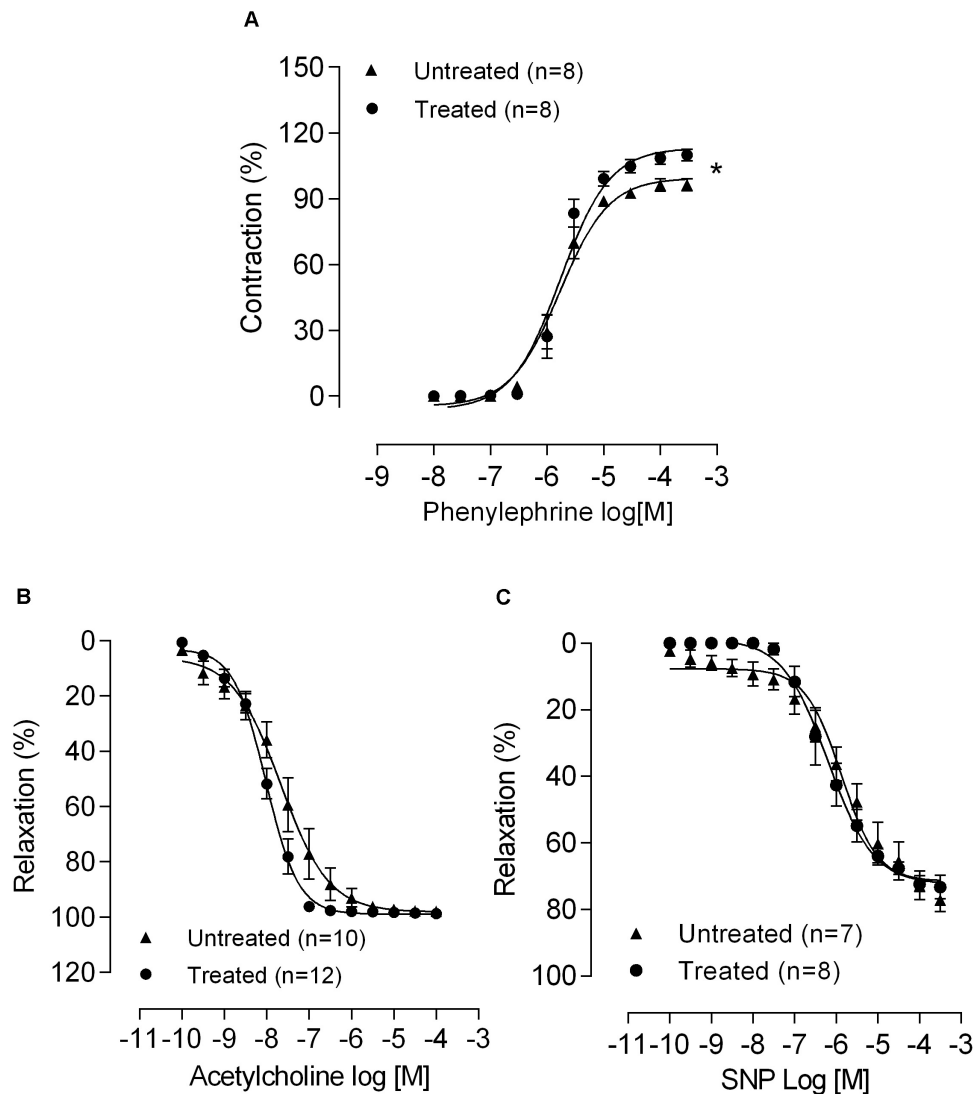 A
150
120
90
60
30
0
Contraction (%)
Untreated (n=8)
Treated (n=8)
*
-9 -8 -7 -6 -5 -4 -3
Phenylephrine log[M]
B
0
20
40
60
80
100
120
Relaxation (%)
Untreated (n=10)
Treated (n=12)
-11 -10 -9 -8 -7 -6 -5 -4 -3
Acetylcholine log [M]
C
0
20
40
60
80
100
Relaxation (%)
Untreated (n=7)
Treated (n=8)
-11 -10 -9 -8 -7 -6 -5 -4 -3
SNP Log [M]